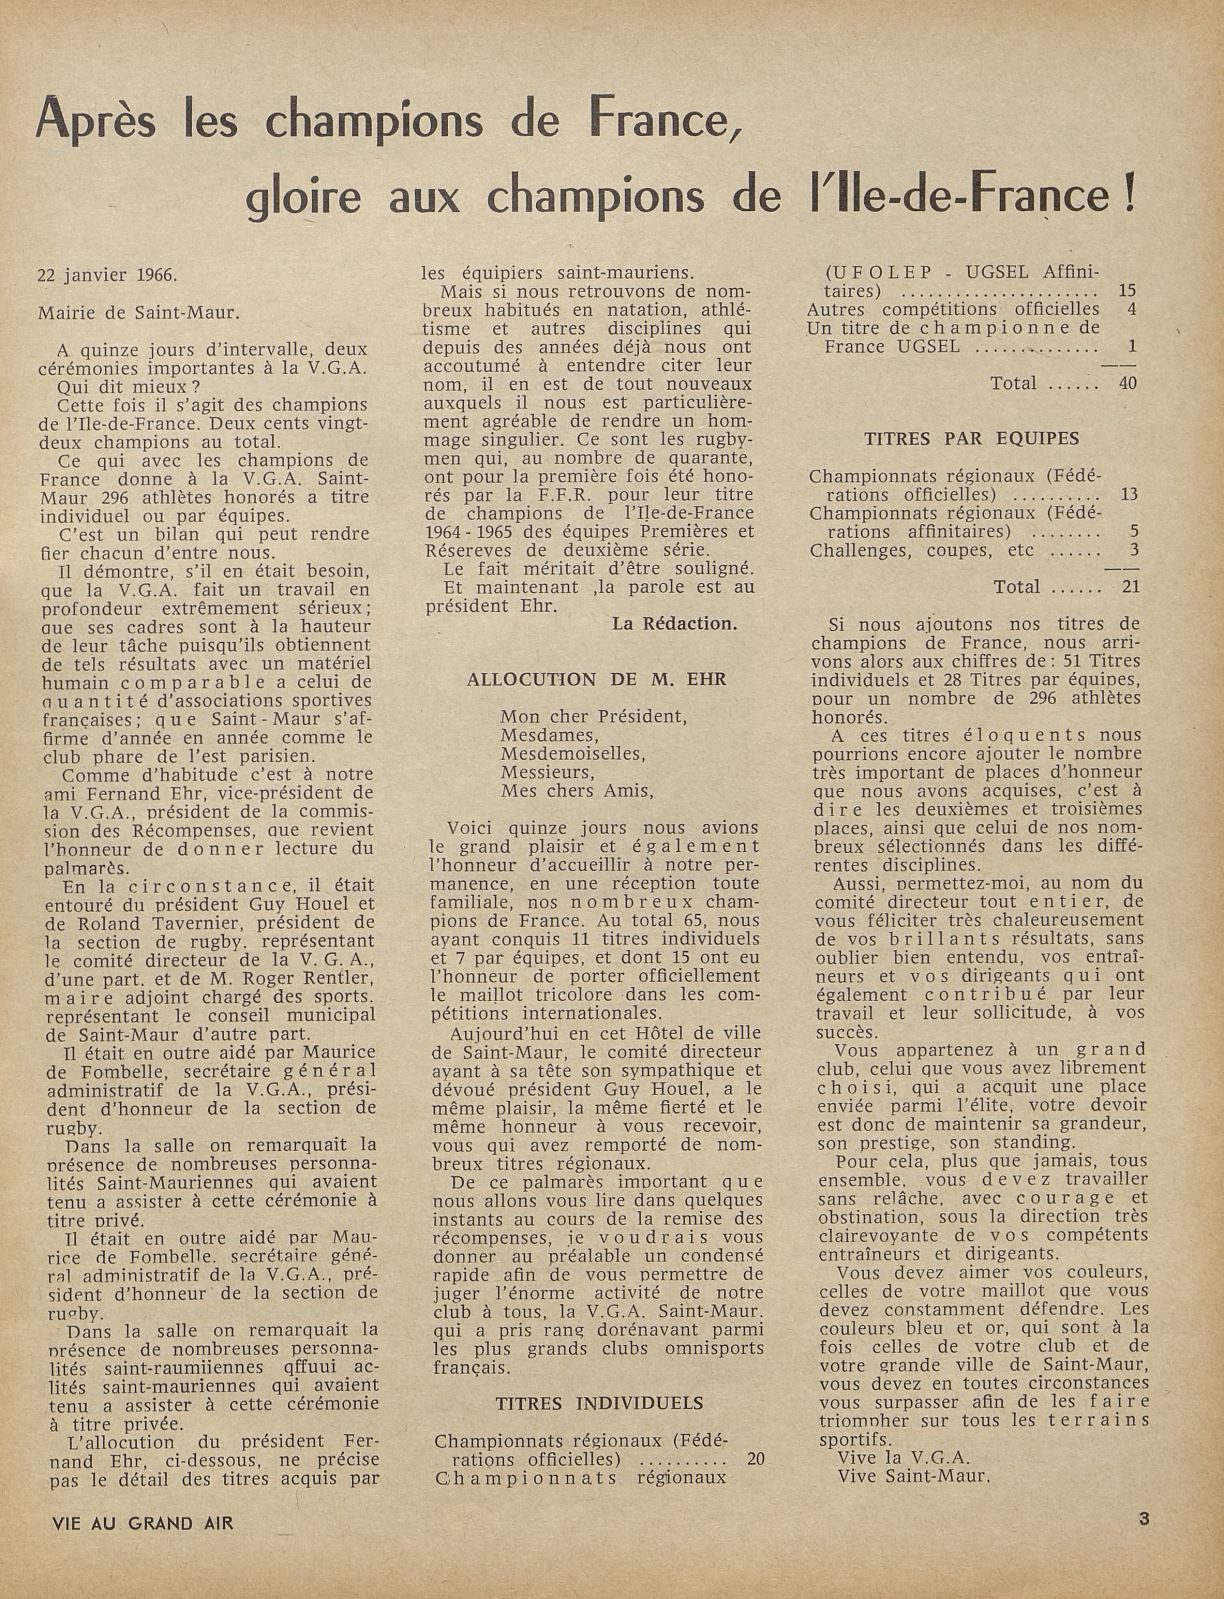 Après les champions de France,
gloire aux champions de l'Ile-de-France !
22 janvier 1966.
Mairie de Saint-Maur.
A quinze jours d'intervalle, deux
cérémonies importantes à la V.G.A.
Qui dit mieux ?
Cette fois il s'agit des champions
de l'Ile-de-France. Deux cents vingt-
deux champions au total.
Ce qui avec les champions de
France donne à la V.G.A. Saint-
Maur 296 athlètes honorés a titre
individuel ou par équipes.
C'est un bilan qui peut rendre
fier chacun d'entre nous.
Il démontre, s'il en était besoin,
que la V.G.A. fait un travail en
profondeur extrêmement sérieux ;
que ses cadres sont à la hauteur
de leur tâche puisqu'ils obtiennent
de tels résultats avec un matériel
humain comparable a celui de
quantité d'associations sportives
françaises ; que Saint-Maur s'af-
firme d'année en année comme le
club phare de l'est parisien.
Comme d'habitude c'est à notre
ami Fernand Ehr, vice-président de
la V.G.A., président de la commis-
sion des Récompenses, que revient
l'honneur de donner lecture du
palmarès.
En la circonstance, il était
entouré du président Guy Houel et
de Roland Tavernier, président de
la section de rugby. représentant
le comité directeur de la V. G. A.,
d'une part. et de M. Roger Rentler,
maire adjoint chargé des sports.
représentant le conseil municipal
de Saint-Maur d'autre part.
Il était en outre aidé par Maurice
de Fombelle, secrétaire général
administratif de la V.G.A., prési-
dent d'honneur de la section de
rugby.
Dans la salle on remarquait la
présence de nombreuses personna-
lités Saint-Mauriennes qui avaient
tenu a assister à cette cérémonie à
titre privé.
Il était en outre aidé par Mau-
rice de Fombelle. secrétaire géné-
ral administratif de la V.G.A., pré-
sident d'honneur de la section de
rugby.
Dans la salle on remarquait la
présence de nombreuses personna-
lités saint-raumiiennes qffuui ac-
lités saint-mauriennes qui avaient
tenu a assister à cette cérémonie
à titre privée.
L'allocution du président Fer-
nand Ehr, ci-dessous, ne précise
pas le détail des titres acquis par
les équipiers saint-mauriens.
Mais si nous retrouvons de nom-
breux habitués en natation, athlé-
tisme et autres disciplines qui
depuis des années déjà nous ont
accoutumé à entendre citer leur
nom, il en est de tout nouveaux
auxquels il nous est particulière-
ment agréable de rendre un hom-
mage singulier. Ce sont les rugby-
men qui, au nombre de quarante,
ont pour la première fois été hono-
rés par la F.F.R. pour leur titre
de champions de l'Ile-de-France
1964-1965 des équipes Premières et
Résereves de deuxième série.
Le fait méritait d'être souligné.
Et maintenant ,la parole est au
président Ehr.
La Rédaction.
ALLOCUTION DE M. EHR
Mon cher Président,
Mesdames,
Mesdemoiselles,
Messieurs,
Mes chers Amis,
Voici quinze jours nous avions
le grand plaisir et également
l'honneur d'accueillir à notre per-
manence, en une réception toute
familiale, nos nombreux cham-
pions de France. Au total 65, nous
ayant conquis 11 titres individuels
et 7 par équipes, et dont 15 ont eu
l'honneur de porter officiellement
le maillot tricolore dans les com-
pétitions internationales.
Aujourd'hui en cet Hôtel de ville
de Saint-Maur, le comité directeur
ayant à sa tête son sympathique et
dévoué président Guy Houel, a le
même plaisir, la même fierté et le
même honneur à vous recevoir,
vous qui avez remporté de nom-
breux titres régionaux.
De ce palmarès important que
nous allons vous lire dans quelques
instants au cours de la remise des
récompenses, je voudrais vous
donner au préalable un condensé
rapide afin de vous permettre de
juger l'énorme activité de notre
club à tous, la V.G.A. Saint-Maur.
qui a pris rang dorénavant parmi
les plus grands clubs omnisports
français.
TITRES INDIVIDUELS
Championnats régionaux (Fédé-
rations officielles) .......... 20
Championnats régionaux
(UFOLEP - UGSEL Affini-
taires) ...................... 15
Autres compétitions officielles 4
Un titre de championne de
France UGSEL .............. 1
Total ...... 40
TITRES PAR EQUIPES
Championnats régionaux (Fédé-
rations officielles) .......... 13
Championnats régionaux (Fédé-
rations affinitaires) ........ 5
Challenges, coupes, etc ...... 3
Total ...... 21
Si nous ajoutons nos titres de
champions de France, nous arri-
vons alors aux chiffres de : 51 Titres
individuels et 28 Titres par équipes,
pour un nombre de 296 athlètes
honorés.
A ces titres éloquents nous
pourrions encore ajouter le nombre
très important de places d'honneur
que nous avons acquises, c'est à
dire les deuxièmes et troisièmes
places, ainsi que celui de nos nom-
breux sélectionnés dans les diffé-
rentes disciplines.
Aussi, permettez-moi, au nom du
comité directeur tout entier, de
vous féliciter très chaleureusement
de vos brillants résultats, sans
oublier bien entendu, vos entraî-
neurs et vos dirigeants qui ont
également contribué par leur
travail et leur sollicitude, à vos
succès.
Vous appartenez à un grand
club, celui que vous avez librement
choisi, qui a acquit une place
enviée parmi l'élite, votre devoir
est donc de maintenir sa grandeur,
son prestige, son standing.
Pour cela, plus que jamais, tous
ensemble. vous devez travailler
sans relâche, avec courage et
obstination, sous la direction très
clairevoyante de vos compétents
entraîneurs et dirigeants.
Vous devez aimer vos couleurs,
celles de votre maillot que vous
devez constamment défendre. Les
couleurs bleu et or, qui sont à la
fois celles de votre club et de
votre grande ville de Saint-Maur,
vous devez en toutes circonstances
vous surpasser afin de les faire
triompher sur tous les terrains
sportifs.
Vive la V.G.A.
Vive Saint-Maur.
VIE AU GRAND AIR
3